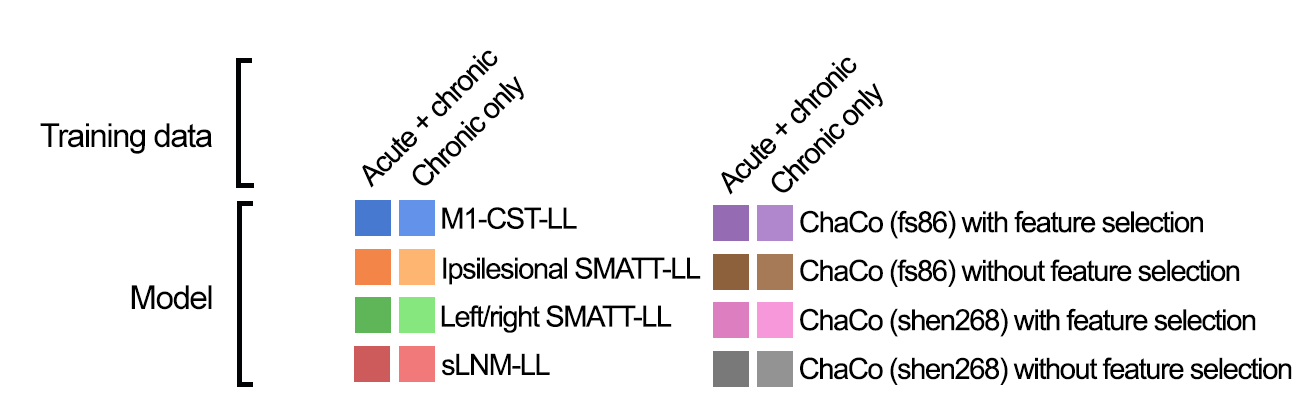 Training data
Acute + chronic
Chronic only
Acute + chronic
Chronic only
Model
M1-CST-LL
Ipsilesional SMATT-LL
Left/right SMATT-LL
sLNM-LL
ChaCo (fs86) with feature selection
ChaCo (fs86) without feature selection
ChaCo (shen268) with feature selection
ChaCo (shen268) without feature selection